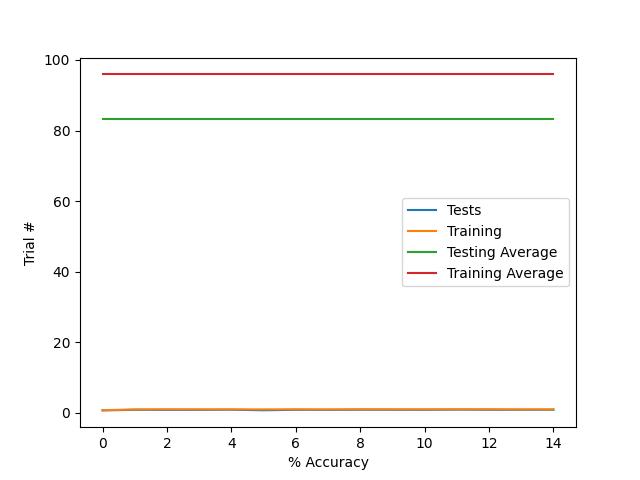 100
80
60
40
20
0
Trial #
Tests
Training
Testing Average
Training Average
0 2 4 6 8 10 12 14
% Accuracy